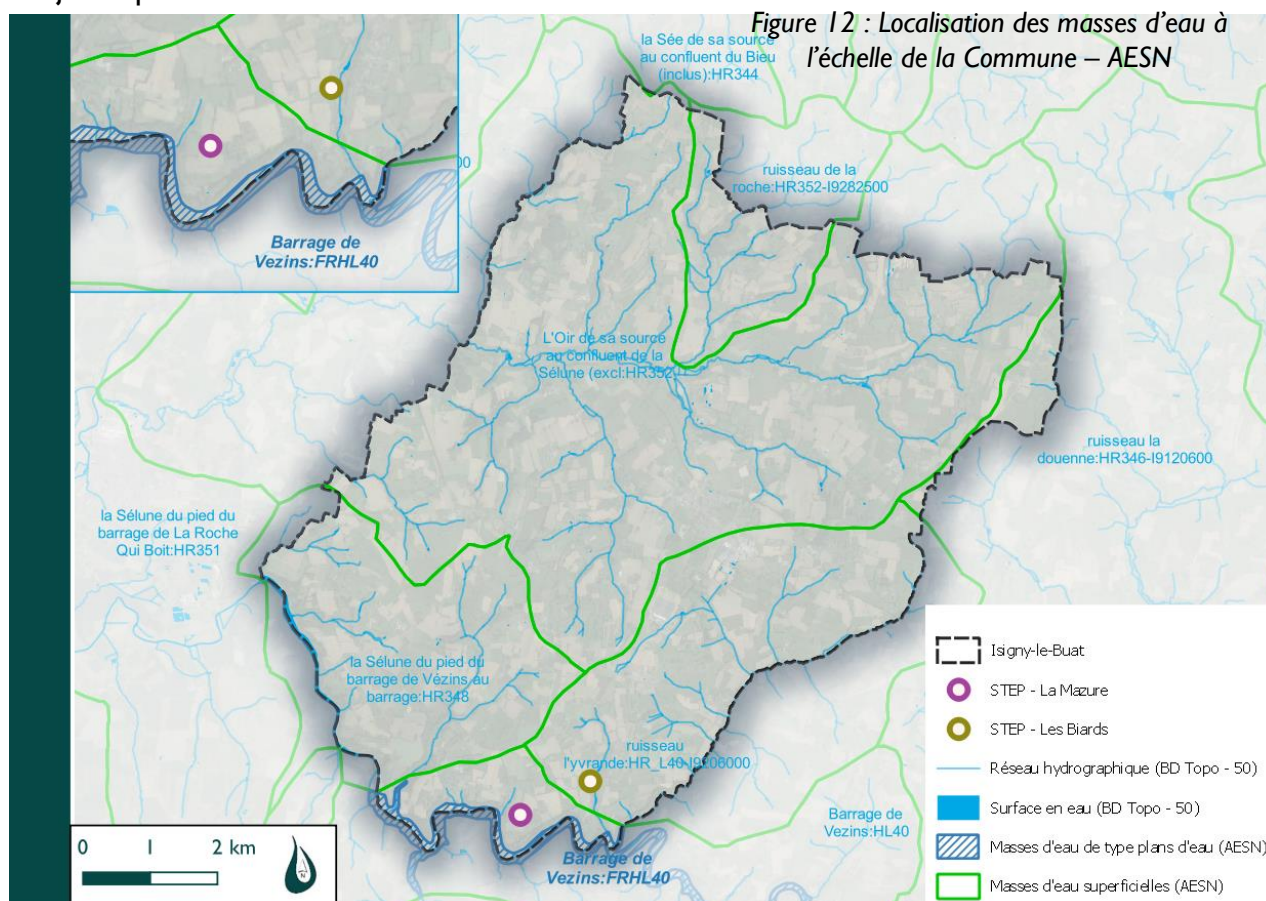 Figure 12 : Localisation des masses d'eau à
l'échelle de la Commune – AESN
la Sée de sa source
au confluent du Bieu
(inclus):HR344
Barrage de
Vezins:FRHL40
ruisseau de la
roche:HR352-I9282500
L'Oir de sa source
au confluent de la
Sélune (excl:HR352
ruisseau la
douenne:HR346-I9120600
la Sélune du pied du
barrage de La Roche
Qui Boit:HR351
la Sélune du pied du
barrage de Vézins au
barrage:HR348
ruisseau
l'yvrande:HR_L40-I9206000
Barrage de
Vezins:HL40
Barrage de
Vezins:FRHL40
0 1 2 km
N
Isigny-le-Buat
STEP - La Mazure
STEP - Les Biards
Réseau hydrographique (BD Topo - 50)
Surface en eau (BD Topo - 50)
Masses d'eau de type plans d'eau (AESN)
Masses d'eau superficielles (AESN)